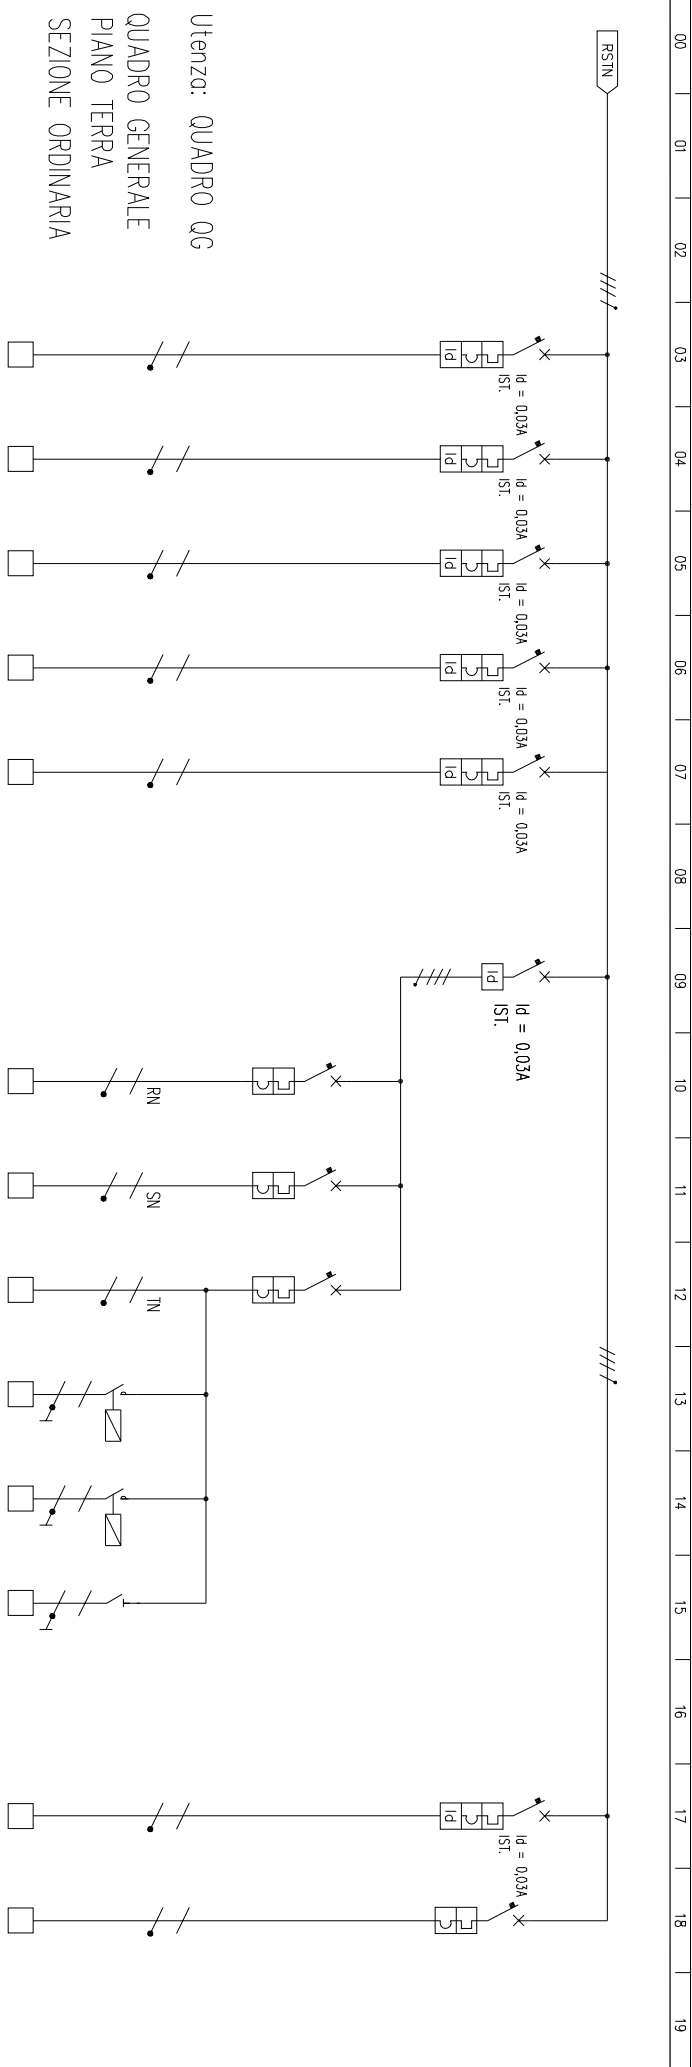 00
01
02
03
04
05
06
07
08
09
10
11
12
13
14
15
16
17
18
19
RSTN
Id = 0,03A
IST.
Id
Id = 0,03A
IST.
Id
Id = 0,03A
IST.
Id
Id = 0,03A
IST.
Id
Id = 0,03A
IST.
Id
Id = 0,03A
IST.
Id
Id = 0,03A
IST.
Id
RN
SN
TN
Utenza: QUADRO QG
QUADRO GENERALE
PIANO TERRA
SEZIONE ORDINARIA